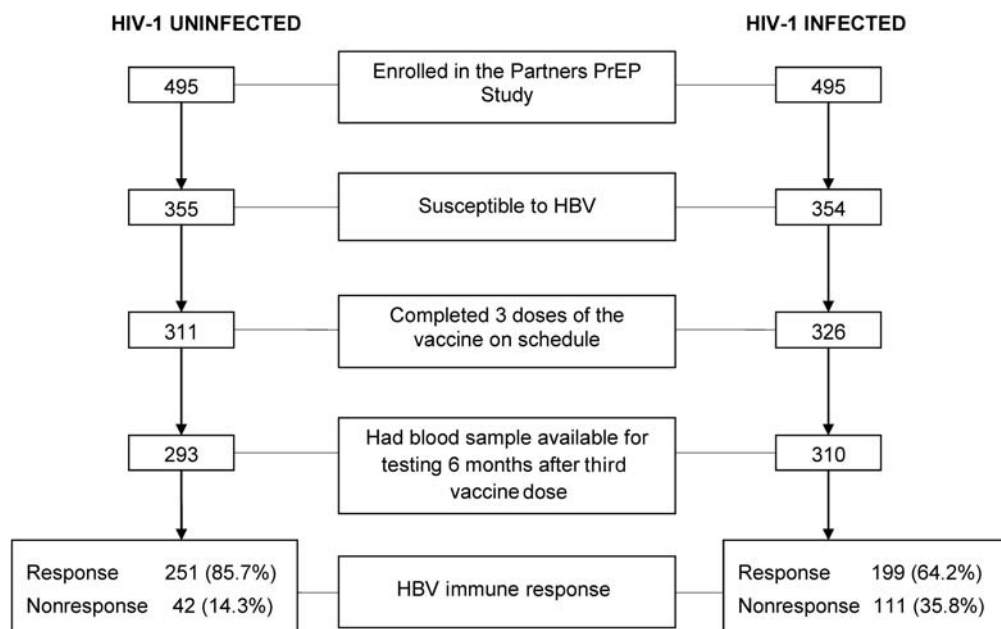 HIV-1 UNINFECTED
HIV-1 INFECTED
495
Enrolled in the Partners PrEP
Study
495
355
Susceptible to HBV
354
311
Completed 3 doses of the
vaccine on schedule
326
293
Had blood sample available for
testing 6 months after third
vaccine dose
310
Response 251 (85.7%)
Nonresponse 42 (14.3%)
HBV immune response
Response 199 (64.2%)
Nonresponse 111 (35.8%)